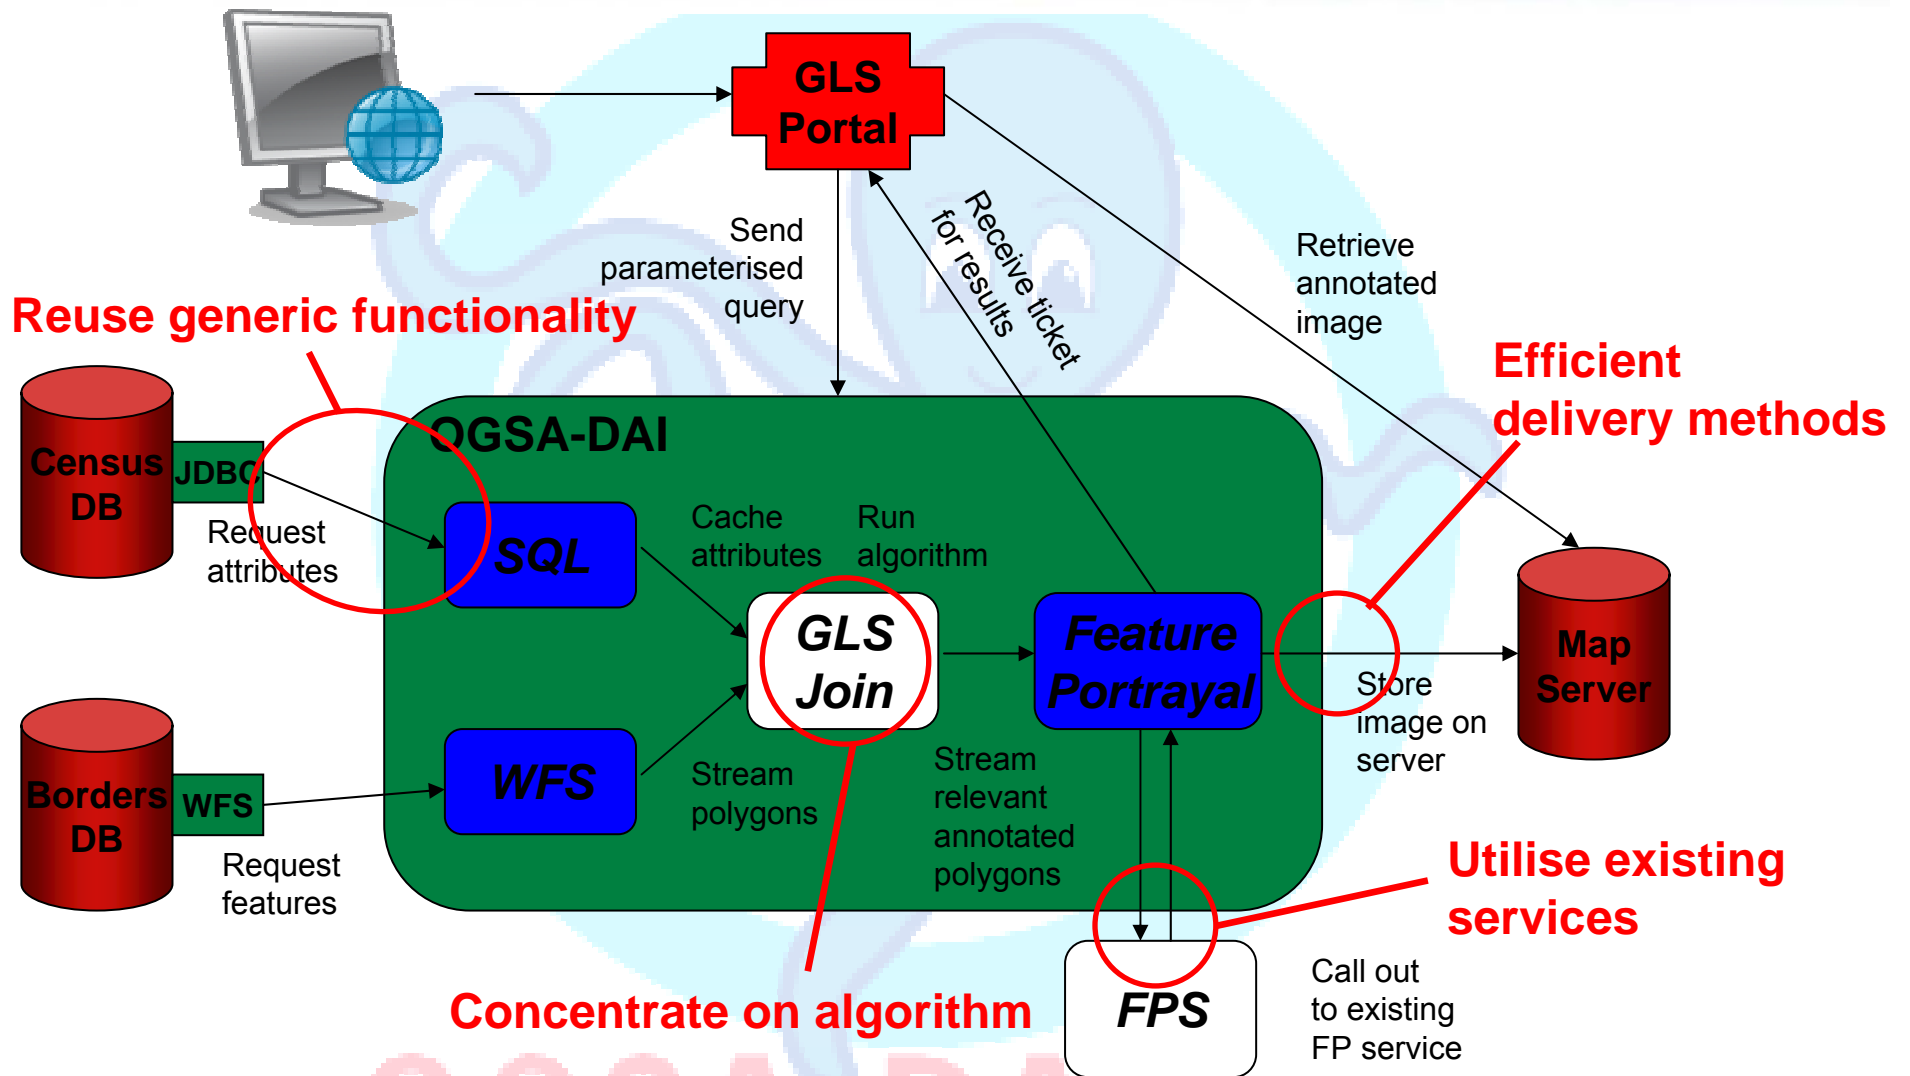 GLS
Portal
Send
parameterised
query
Receive ticket
for results
Retrieve
annotated
image
Reuse generic functionality
Efficient
delivery methods
OGSA-DAI
Census
DB
JDBC
Request
attributes
SQL
Cache
attributes
Run
algorithm
GLS
Join
Feature
Portrayal
Map
Server
Store
image on
server
Borders
DB
WFS
Request
features
WFS
Stream
polygons
Stream
relevant
annotated
polygons
Utilise existing
services
Concentrate on algorithm
FPS
Call out
to existing
FP service
OGSA-DA